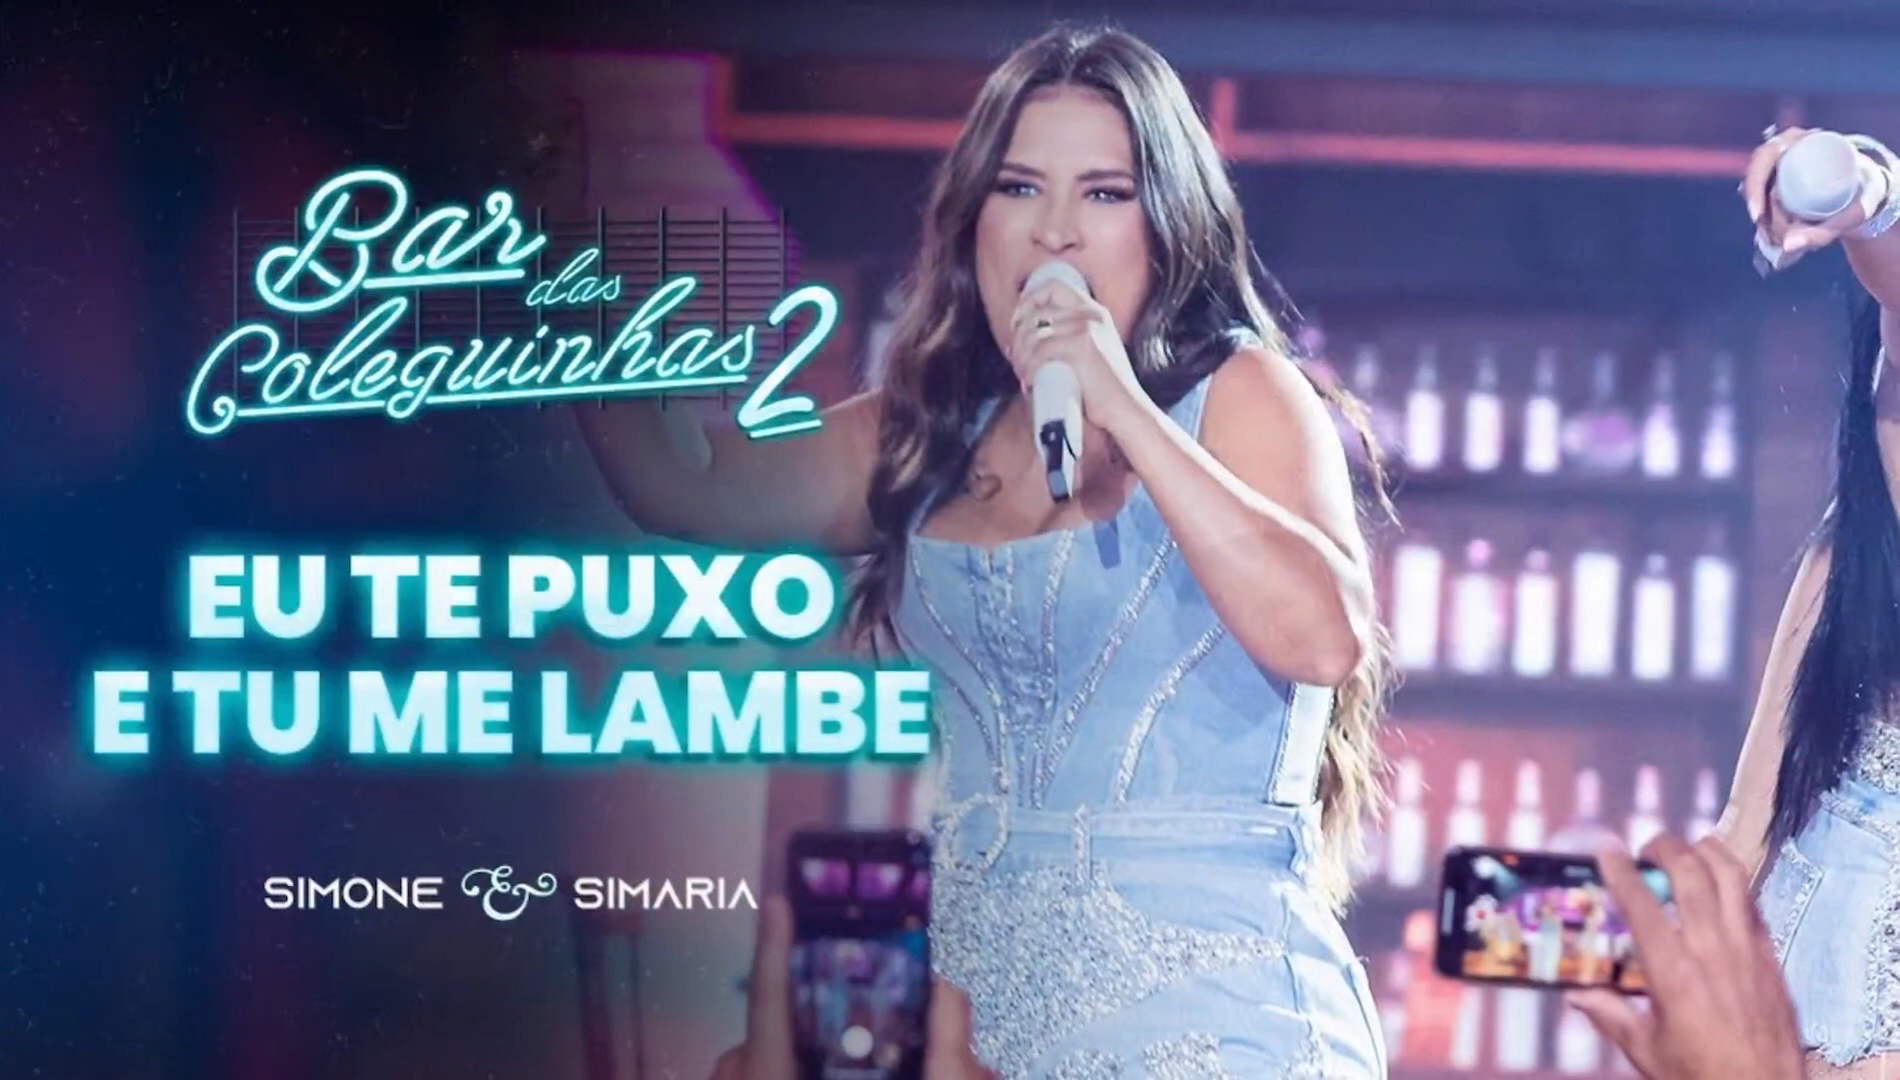 Bar
das
Coleguinhas 2
EU TE PUXO
E TU ME LAMBE
SIMONE & SIMARIA